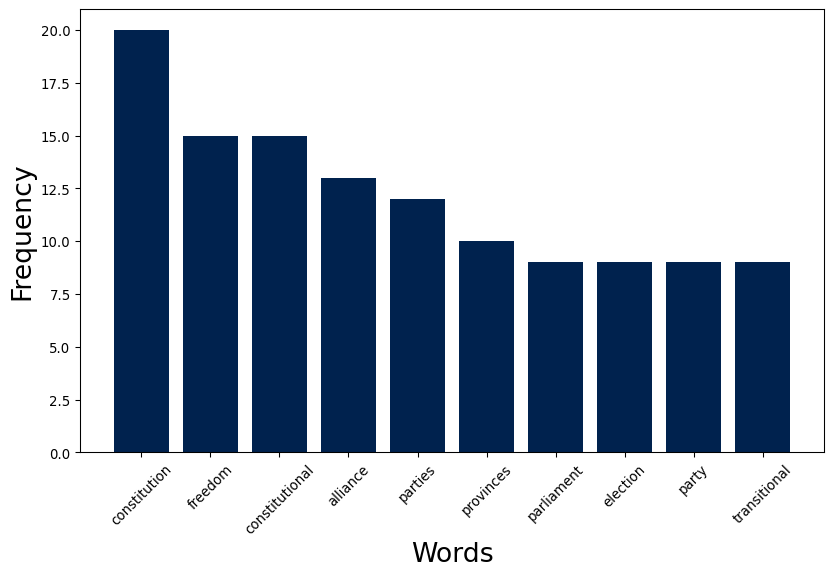 20.0
17.5
15.0
12.5
10.0
7.5
5.0
2.5
0.0
Frequency
constitution
freedom
constitutional
alliance
parties
provinces
parliament
election
party
transitional
Words